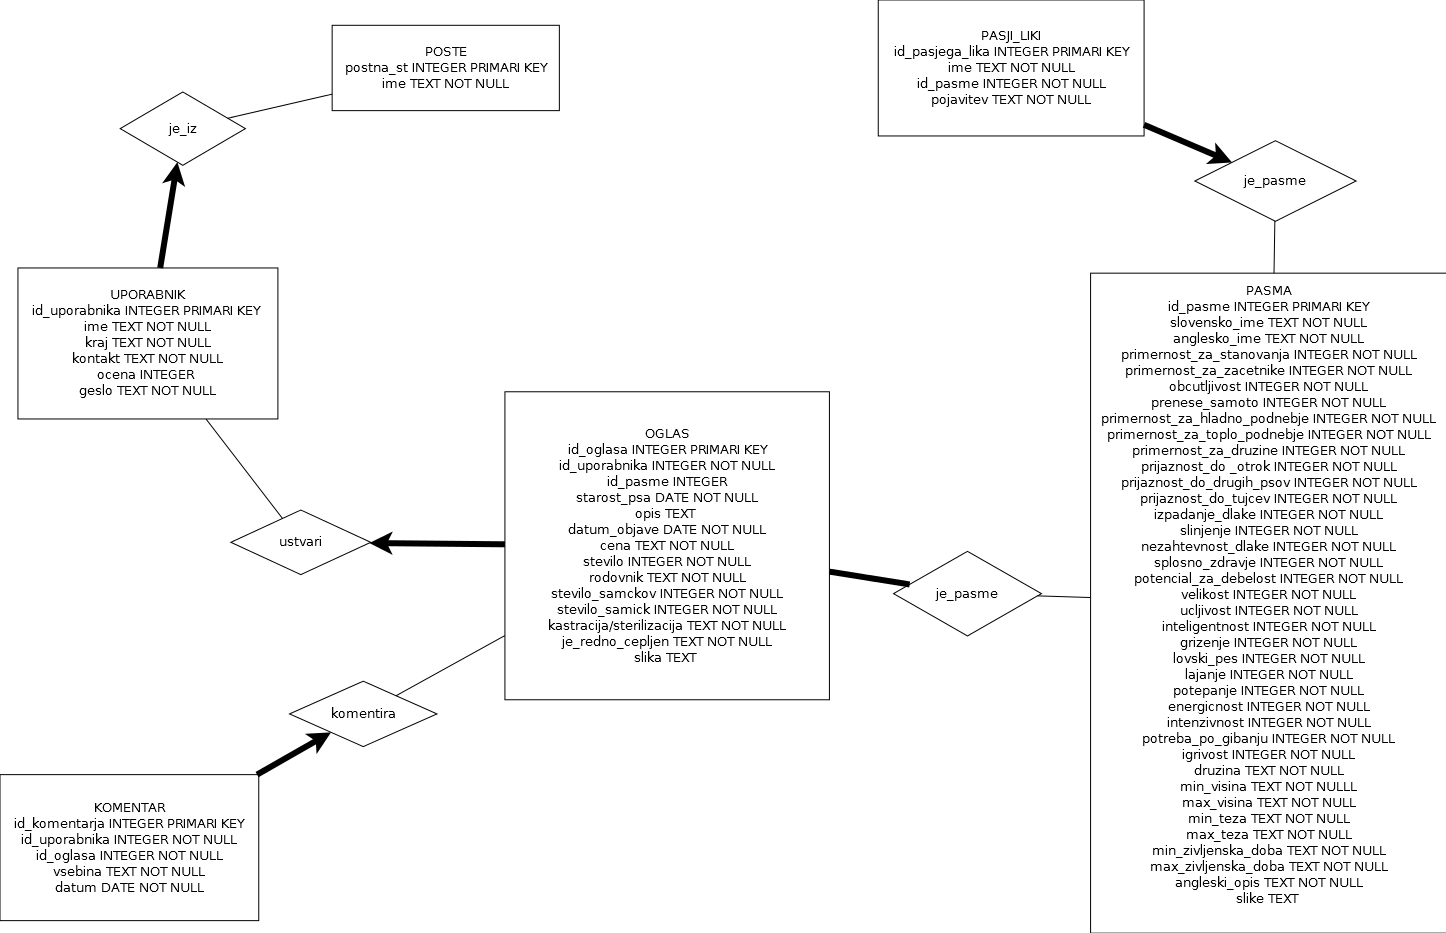 POSTE
postna_st INTEGER PRIMARI KEY
ime TEXT NOT NULL
PASJI_LIKI
id_pasjega_lika INTEGER PRIMARI KEY
ime TEXT NOT NULL
id_pasme INTEGER NOT NULL
pojavitev TEXT NOT NULL
je_iz
je_pasme
UPORABNIK
id_uporabnika INTEGER PRIMARI KEY
ime TEXT NOT NULL
kraj TEXT NOT NULL
kontakt TEXT NOT NULL
ocena INTEGER
geslo TEXT NOT NULL
PASMA
id_pasme INTEGER PRIMARI KEY
slovensko_ime TEXT NOT NULL
anglesko_ime TEXT NOT NULL
primernost_za_stanovanja INTEGER NOT NULL
primernost_za_zacetnike INTEGER NOT NULL
obcutljivost INTEGER NOT NULL
prenese_samoto INTEGER NOT NULL
primernost_za_hladno_podnebje INTEGER NOT NULL
primernost_za_toplo_podnebje INTEGER NOT NULL
primernost_za_druzine INTEGER NOT NULL
prijaznost_do _otrok INTEGER NOT NULL
prijaznost_do_drugih_psov INTEGER NOT NULL
prijaznost_do_tujcev INTEGER NOT NULL
izpadanje_dlake INTEGER NOT NULL
slinjenje INTEGER NOT NULL
nezahtevnost_dlake INTEGER NOT NULL
splosno_zdravje INTEGER NOT NULL
potencial_za_debelost INTEGER NOT NULL
velikost INTEGER NOT NULL
ucljivost INTEGER NOT NULL
inteligentnost INTEGER NOT NULL
grizenje INTEGER NOT NULL
lovski_pes INTEGER NOT NULL
lajanje INTEGER NOT NULL
potepanje INTEGER NOT NULL
energicnost INTEGER NOT NULL
intenzivnost INTEGER NOT NULL
potreba_po_gibanju INTEGER NOT NULL
igrivost INTEGER NOT NULL
druzina TEXT NOT NULL
min_visina TEXT NOT NULLL
max_visina TEXT NOT NULL
min_teza TEXT NOT NULL
max_teza TEXT NOT NULL
min_zivljenska_doba TEXT NOT NULL
max_zivljenska_doba TEXT NOT NULL
angleski_opis TEXT NOT NULL
slike TEXT
OGLAS
id_oglasa INTEGER PRIMARI KEY
id_uporabnika INTEGER NOT NULL
id_pasme INTEGER
starost_psa DATE NOT NULL
opis TEXT
datum_objave DATE NOT NULL
cena TEXT NOT NULL
stevilo INTEGER NOT NULL
rodovnik TEXT NOT NULL
stevilo_samckov INTEGER NOT NULL
stevilo_samick INTEGER NOT NULL
kastracija/sterilizacija TEXT NOT NULL
je_redno_cepljen TEXT NOT NULL
slika TEXT
ustvari
je_pasme
komentira
KOMENTAR
id_komentarja INTEGER PRIMARI KEY
id_uporabnika INTEGER NOT NULL
id_oglasa INTEGER NOT NULL
vsebina TEXT NOT NULL
datum DATE NOT NULL